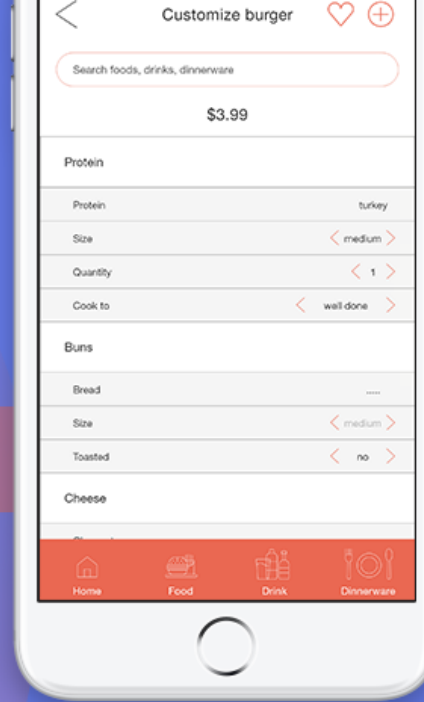 Customize burger
Search foods, drinks, dinnerware
$3.99
Protein
Protein turkey
Size medium
Quantity 1
Cook to well done
Buns
Bread .....
Size medium
Toasted no
Cheese
Home Food Drink Dinnerware